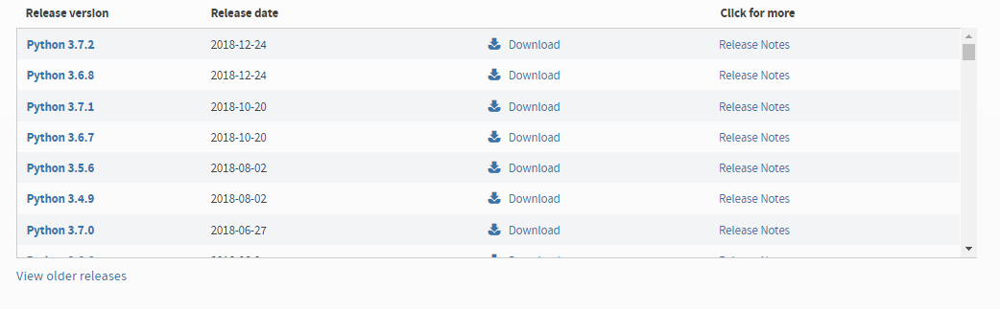 Release version Release date Click for more
Python 3.7.2 2018-12-24 Download Release Notes
Python 3.6.8 2018-12-24 Download Release Notes
Python 3.7.1 2018-10-20 Download Release Notes
Python 3.6.7 2018-10-20 Download Release Notes
Python 3.5.6 2018-08-02 Download Release Notes
Python 3.4.9 2018-08-02 Download Release Notes
Python 3.7.0 2018-06-27 Download Release Notes
View older releases